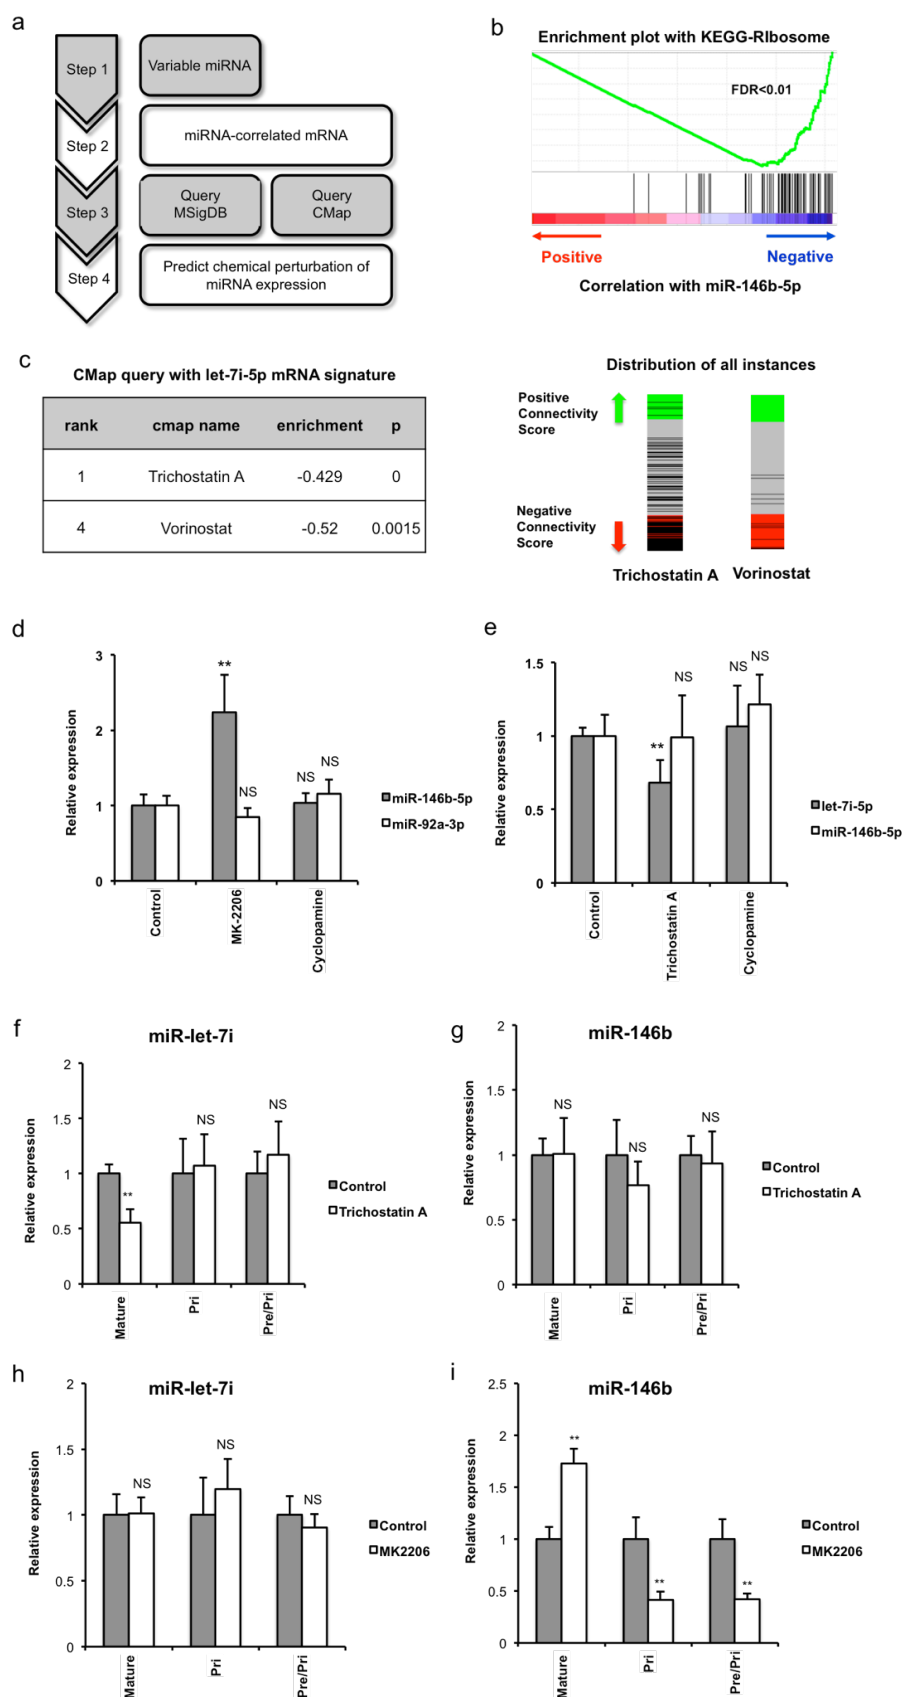 a
Step 1
Variable miRNA
Step 2
miRNA-correlated mRNA
Step 3
Query
MSigDB
Query
CMap
Step 4
Predict chemical perturbation of
miRNA expression
b
Enrichment plot with KEGG-RIbosome
FDR<0.01
Positive
Negative
Correlation with miR-146b-5p
c
CMap query with let-7i-5p mRNA signature
rank cmap name enrichment p
1 Trichostatin A -0.429 0
4 Vorinostat -0.52 0.0015
Distribution of all instances
Positive
Connectivity
Score
Negative
Connectivity
Score
Trichostatin A Vorinostat
d
Relative expression
3
2
1
0
**
NS
NS NS
miR-146b-5p
miR-92a-3p
Control
MK-2206
Cyclopamine
e
Relative expression
1.5
1
0.5
0
**
NS
NS NS
let-7i-5p
miR-146b-5p
Control
Trichostatin A
Cyclopamine
f
miR-let-7i
Relative expression
2
1.5
1
0.5
0
**
NS
NS
Control
Trichostatin A
Mature
Pri
Pre/Pri
g
miR-146b
Relative expression
2
1.5
1
0.5
0
NS
NS
NS
Control
Trichostatin A
Mature
Pri
Pre/Pri
h
miR-let-7i
Relative expression
2
1.5
1
0.5
0
NS
NS
NS
Control
MK2206
Mature
Pri
Pre/Pri
i
miR-146b
Relative expression
2.5
2
1.5
1
0.5
0
**
**
**
Control
MK2206
Mature
Pri
Pre/Pri